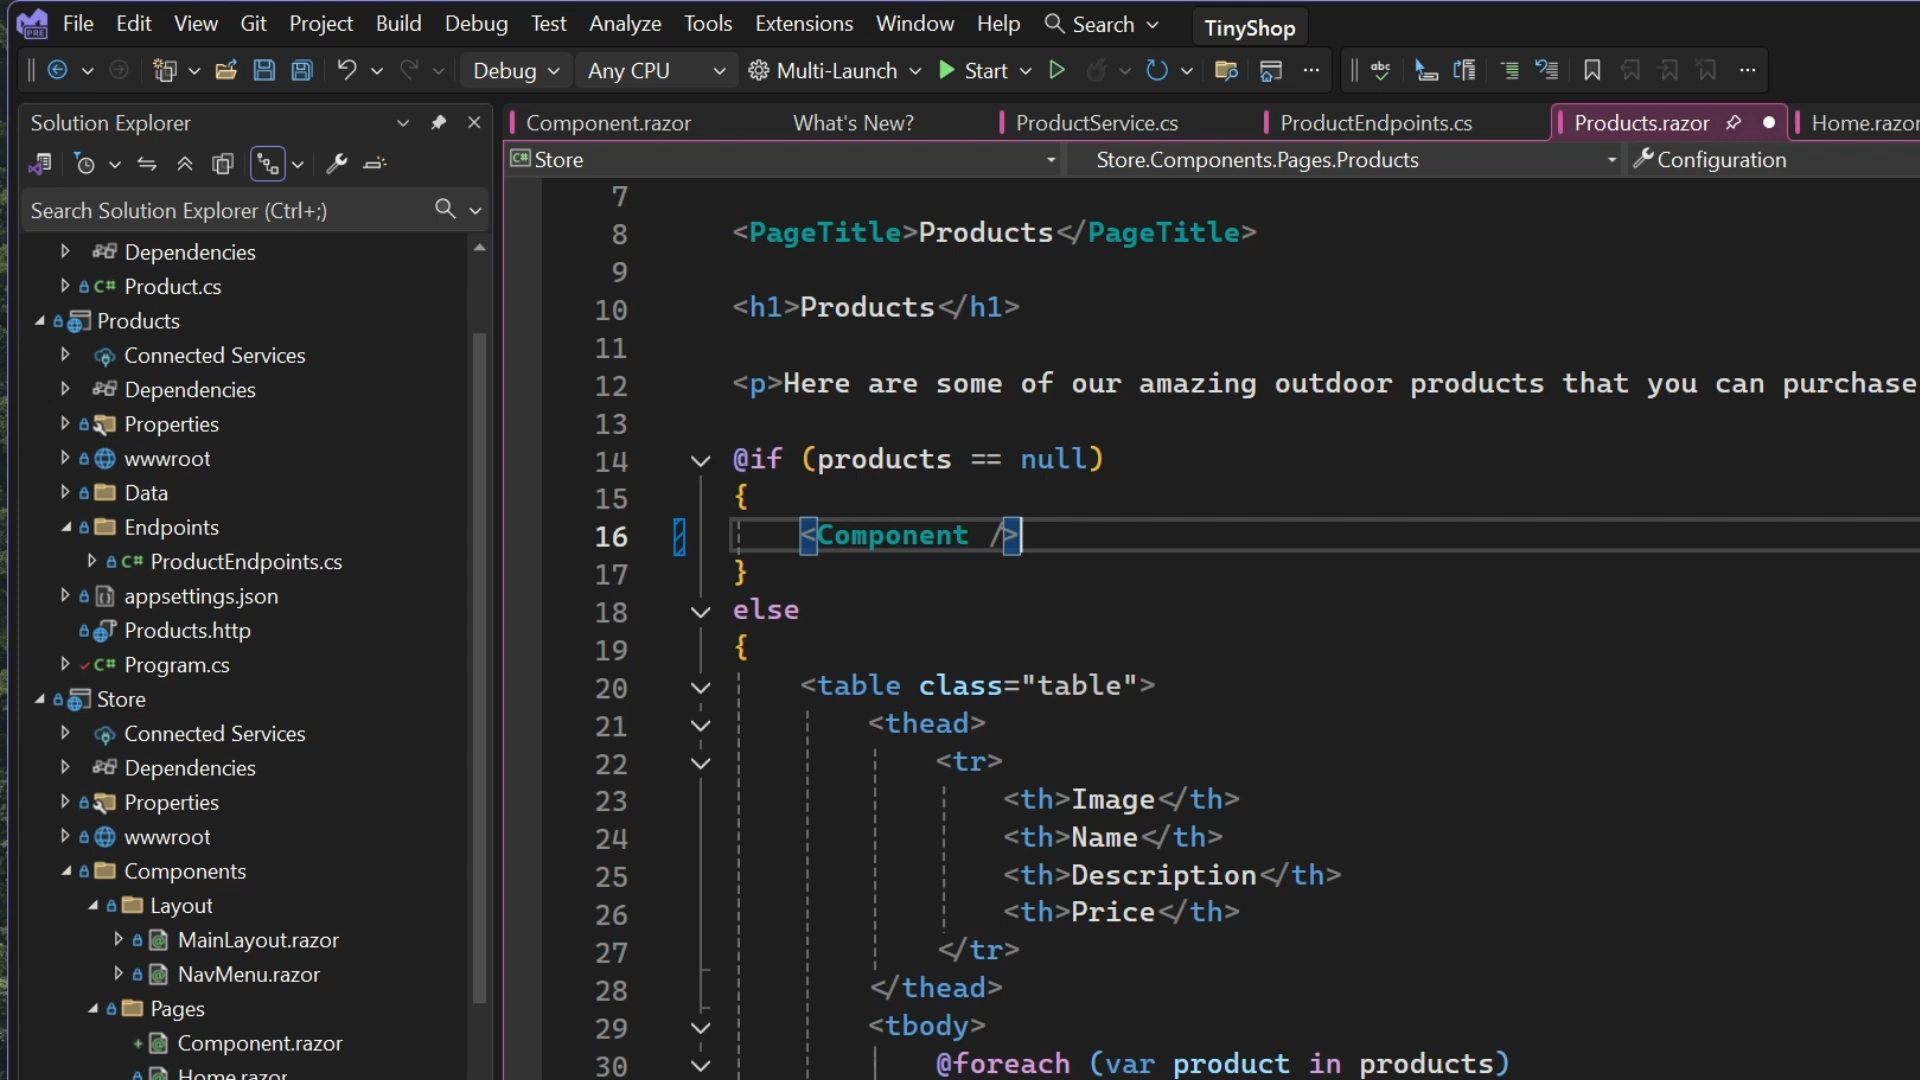 File Edit View Git Project Build Debug Test Analyze Tools Extensions Window Help Search TinyShop
PRE
Debug Any CPU Multi-Launch Start abc
Solution Explorer
Search Solution Explorer (Ctrl+;)
Dependencies
C# Product.cs
Products
Connected Services
Dependencies
Properties
wwwroot
Data
Endpoints
C# ProductEndpoints.cs
appsettings.json
Products.http
C# Program.cs
Store
Connected Services
Dependencies
Properties
wwwroot
Components
Layout
MainLayout.razor
NavMenu.razor
Pages
Component.razor
Home.razor
Component.razor What's New? ProductService.cs ProductEndpoints.cs Products.razor Home.razor
C# Store Store.Components.Pages.Products Configuration
7
8 <PageTitle>Products</PageTitle>
9
10 <h1>Products</h1>
11
12 <p>Here are some of our amazing outdoor products that you can purchase
13
14 @if (products == null)
15 {
16 <Component />
17 }
18 else
19 {
20 <table class="table">
21 <thead>
22 <tr>
23 <th>Image</th>
24 <th>Name</th>
25 <th>Description</th>
26 <th>Price</th>
27 </tr>
28 </thead>
29 <tbody>
30 @foreach (var product in products)